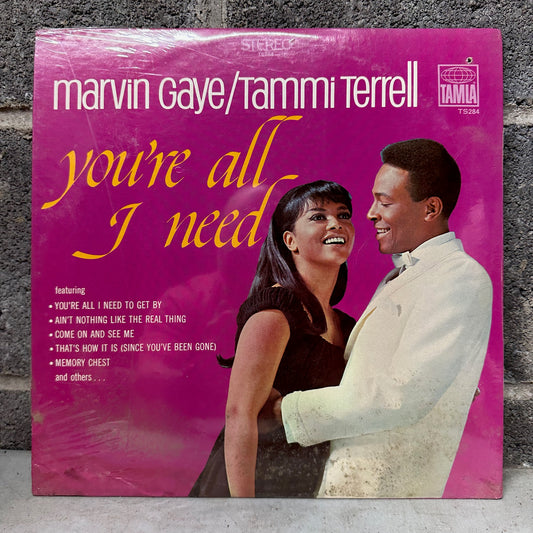 STEREO
marvin Gaye/Tammi Terrell
TAMLA
TS284
you're all
I need
featuring
• YOU'RE ALL I NEED TO GET BY
• AIN'T NOTHING LIKE THE REAL THING
• COME ON AND SEE ME
• THAT'S HOW IT IS (SINCE YOU'VE BEEN GONE)
• MEMORY CHEST
and others . . .